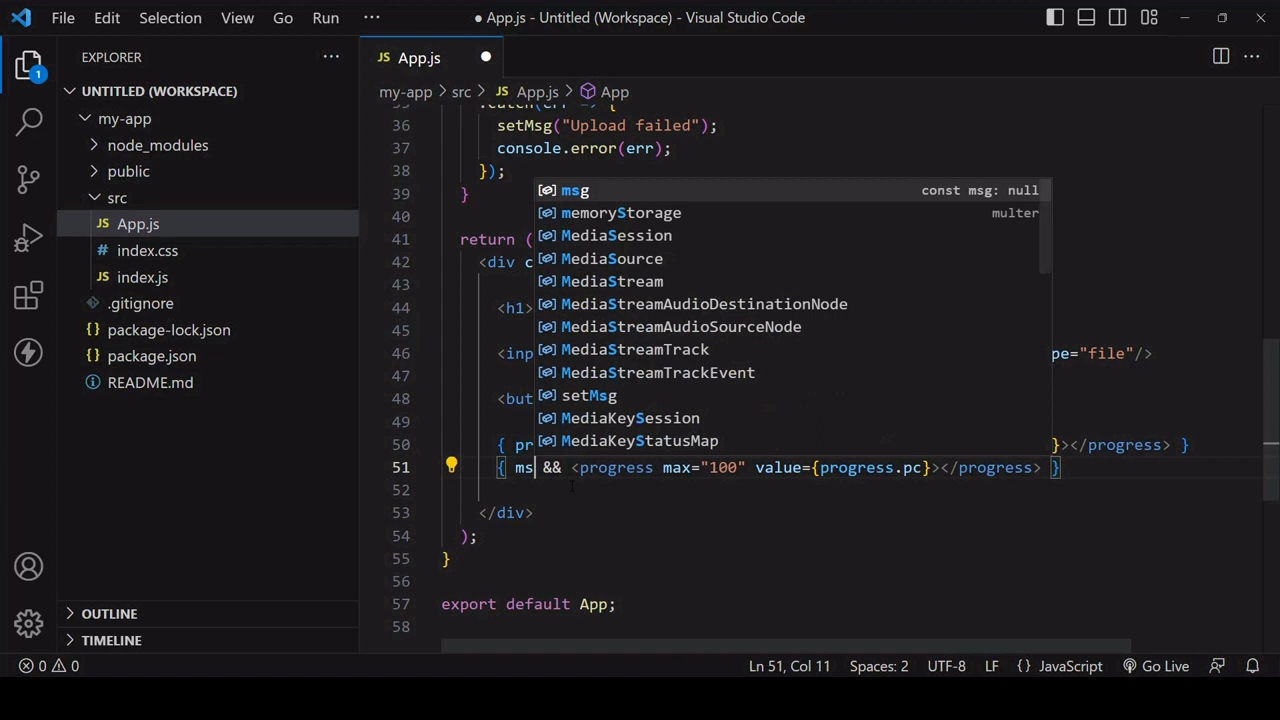 File Edit Selection View Go Run ··· ● App.js - Untitled (Workspace) - Visual Studio Code
EXPLORER ···
1
UNTITLED (WORKSPACE)
my-app
node_modules
public
src
JS App.js
# index.css
JS index.js
.gitignore
{} package-lock.json
{} package.json
README.md
OUTLINE
TIMELINE
JS App.js ●
my-app > src > JS App.js > App
36 setMsg("Upload failed");
37 console.error(err);
38 });
39 }
40
41 return (
42 <div c
43
44 <h1>
45
46 <inp pe="file"/>
47
48 <but
49
50 { pr }></progress> }
51 { ms && <progress max="100" value={progress.pc}></progress> }
52
53 </div>
54 );
55 }
56
57 export default App;
58
msg const msg: null
memoryStorage multer
MediaSession
MediaSource
MediaStream
MediaStreamAudioDestinationNode
MediaStreamAudioSourceNode
MediaStreamTrack
MediaStreamTrackEvent
setMsg
MediaKeySession
MediaKeyStatusMap
0 0 Ln 51, Col 11 Spaces: 2 UTF-8 LF {} JavaScript Go Live